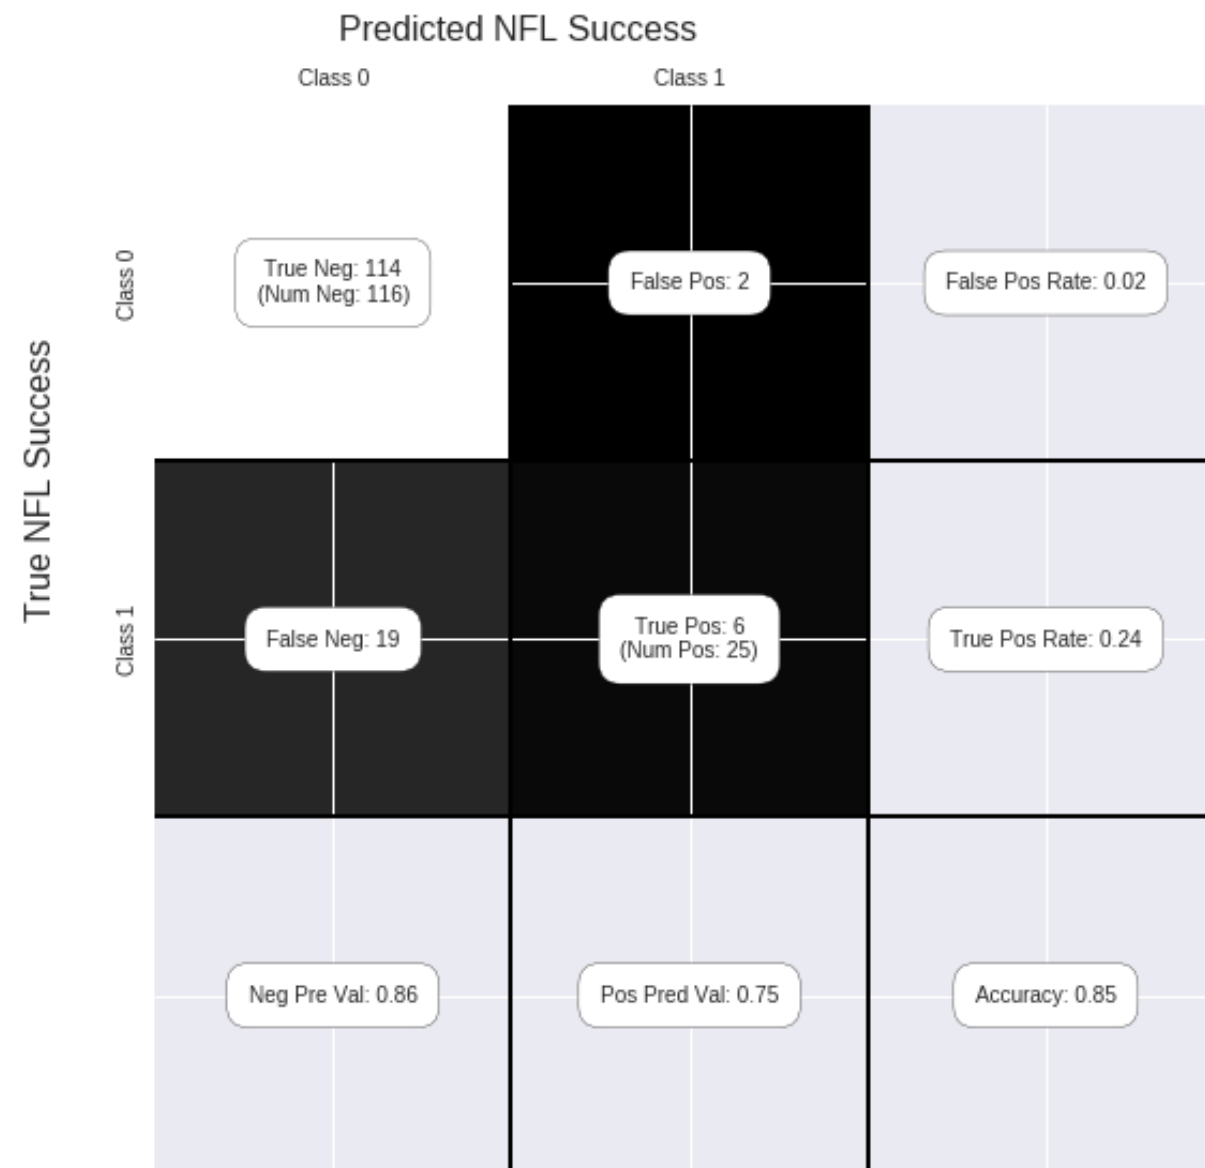 Predicted NFL Success
Class 0
Class 1
True NFL Success
Class 0
True Neg: 114
(Num Neg: 116)
False Pos: 2
False Pos Rate: 0.02
Class 1
False Neg: 19
True Pos: 6
(Num Pos: 25)
True Pos Rate: 0.24
Neg Pre Val: 0.86
Pos Pred Val: 0.75
Accuracy: 0.85